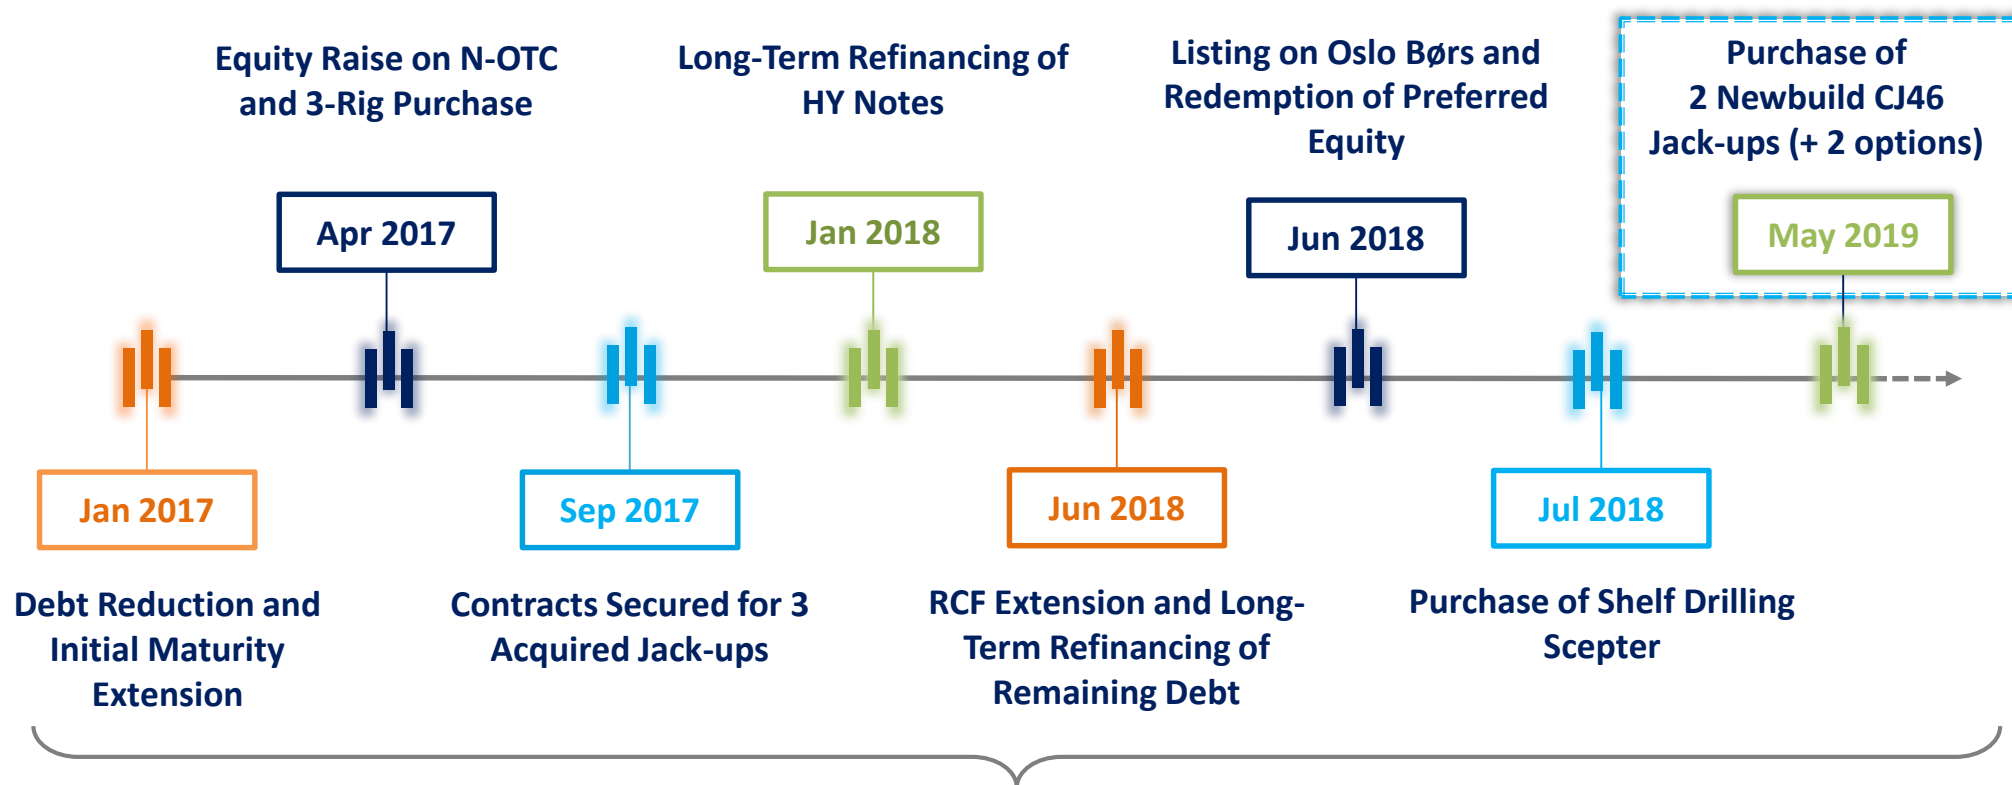 Equity Raise on N-OTC
and 3-Rig Purchase
Long-Term Refinancing of
HY Notes
Listing on Oslo Børs and
Redemption of Preferred
Equity
Purchase of
2 Newbuild CJ46
Jack-ups (+ 2 options)
Apr 2017
Jan 2018
Jun 2018
May 2019
Jan 2017
Sep 2017
Jun 2018
Jul 2018
Debt Reduction and
Initial Maturity
Extension
Contracts Secured for 3
Acquired Jack-ups
RCF Extension and Long-
Term Refinancing of
Remaining Debt
Purchase of Shelf Drilling
Scepter